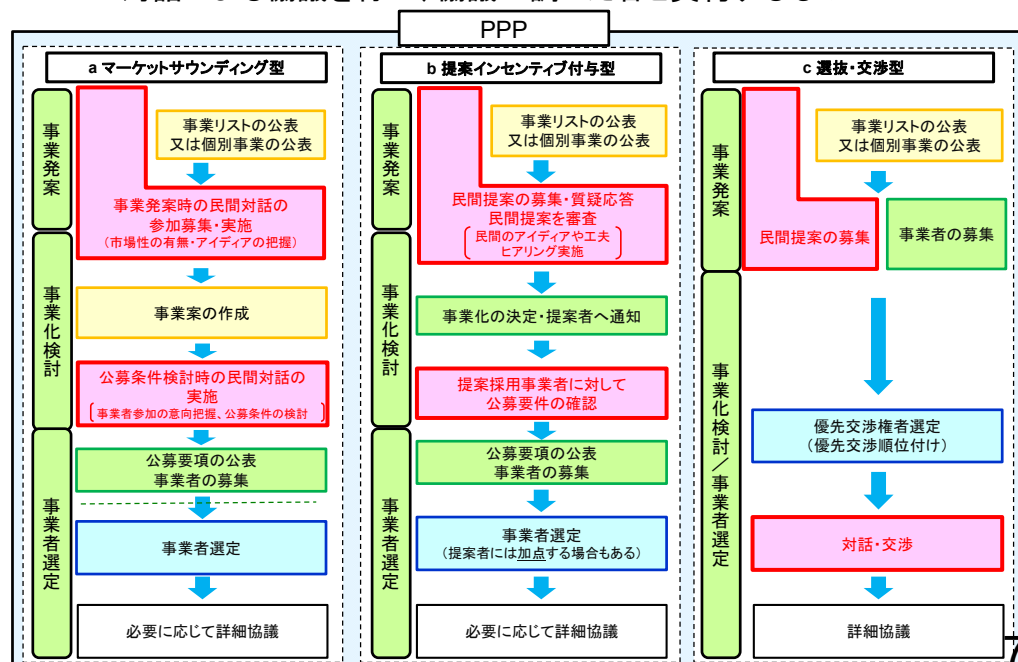 PPP
a マーケットサウンディング型
事業発案
事業リストの公表
又は個別事業の公表
事業発案時の民間対話の
参加募集・実施
(市場性の有無・アイディアの把握)
事業化検討
事業案の作成
公募条件検討時の民間対話の
実施
事業者参加の意向把握、公募条件の検討
事業者選定
公募要項の公表
事業者の募集
事業者選定
必要に応じて詳細協議
b 提案インセンティブ付与型
事業発案
事業リストの公表
又は個別事業の公表
民間提案の募集・質疑応答
民間提案を審査
民間のアイディアや工夫
ヒアリング実施
事業化検討
事業化の決定・提案者へ通知
提案採用事業者に対して
公募要件の確認
事業者選定
公募要項の公表
事業者の募集
事業者選定
(提案者には加点する場合もある)
必要に応じて詳細協議
c 選抜・交渉型
事業発案
事業リストの公表
又は個別事業の公表
民間提案の募集
事業者の募集
事業化検討／事業者選定
優先交渉権者選定
(優先交渉順位付け)
対話・交渉
詳細協議